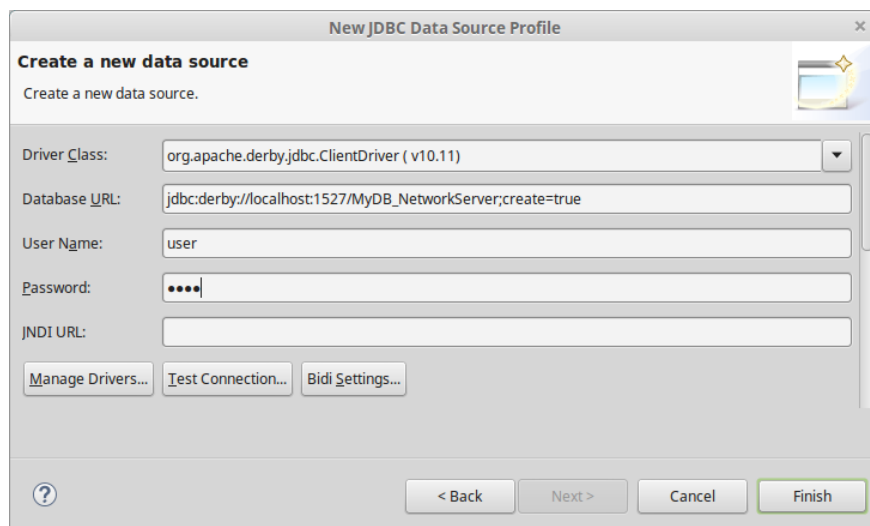 New JDBC Data Source Profile
Create a new data source
Create a new data source.
Driver Class: org.apache.derby.jdbc.ClientDriver ( v10.11)
Database URL: jdbc:derby://localhost:1527/MyDB_NetworkServer;create=true
User Name: user
Password: ●●●●
JNDI URL:
Manage Drivers... Test Connection... Bidi Settings...
? < Back Next > Cancel Finish